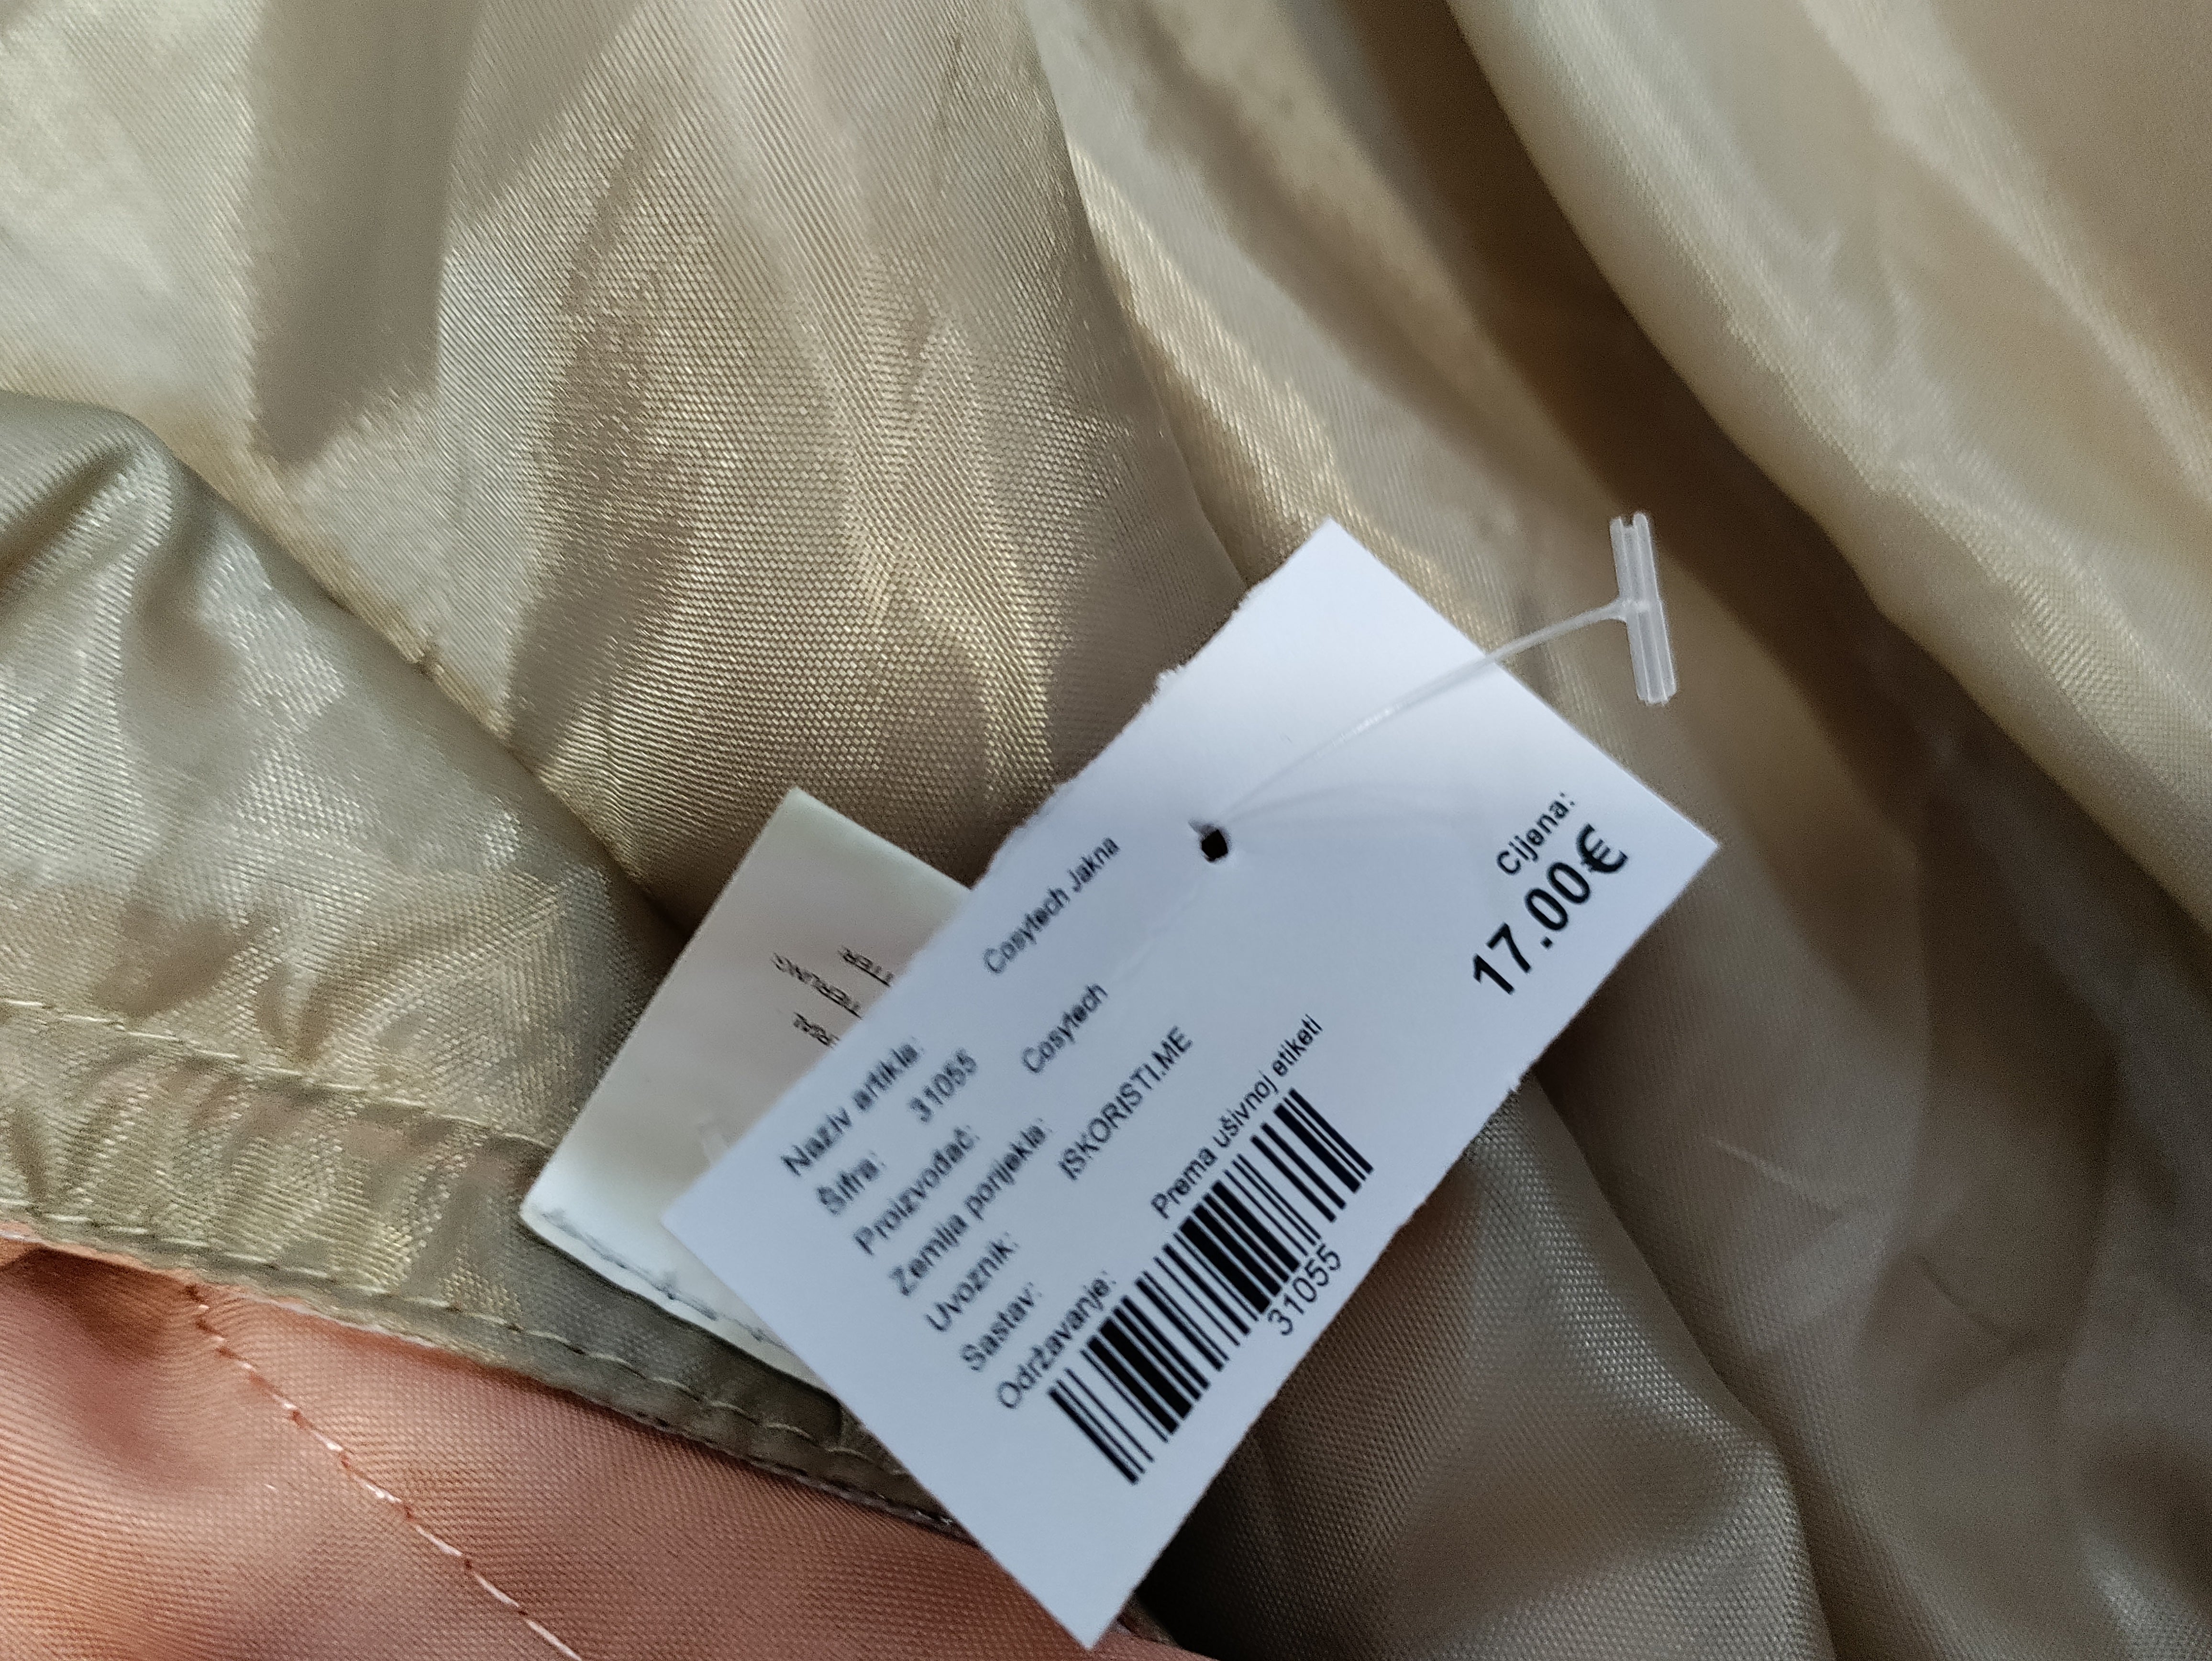 Naziv artikla: Cosytech Jakna
Šifra: 31055
Proizvođač: Cosytech
Zemlja porijekla:
Uvoznik: ISKORISTI.ME
Sastav:
Održavanje: Prema ušivnoj etiketi
31055
Cijena:
17.00€